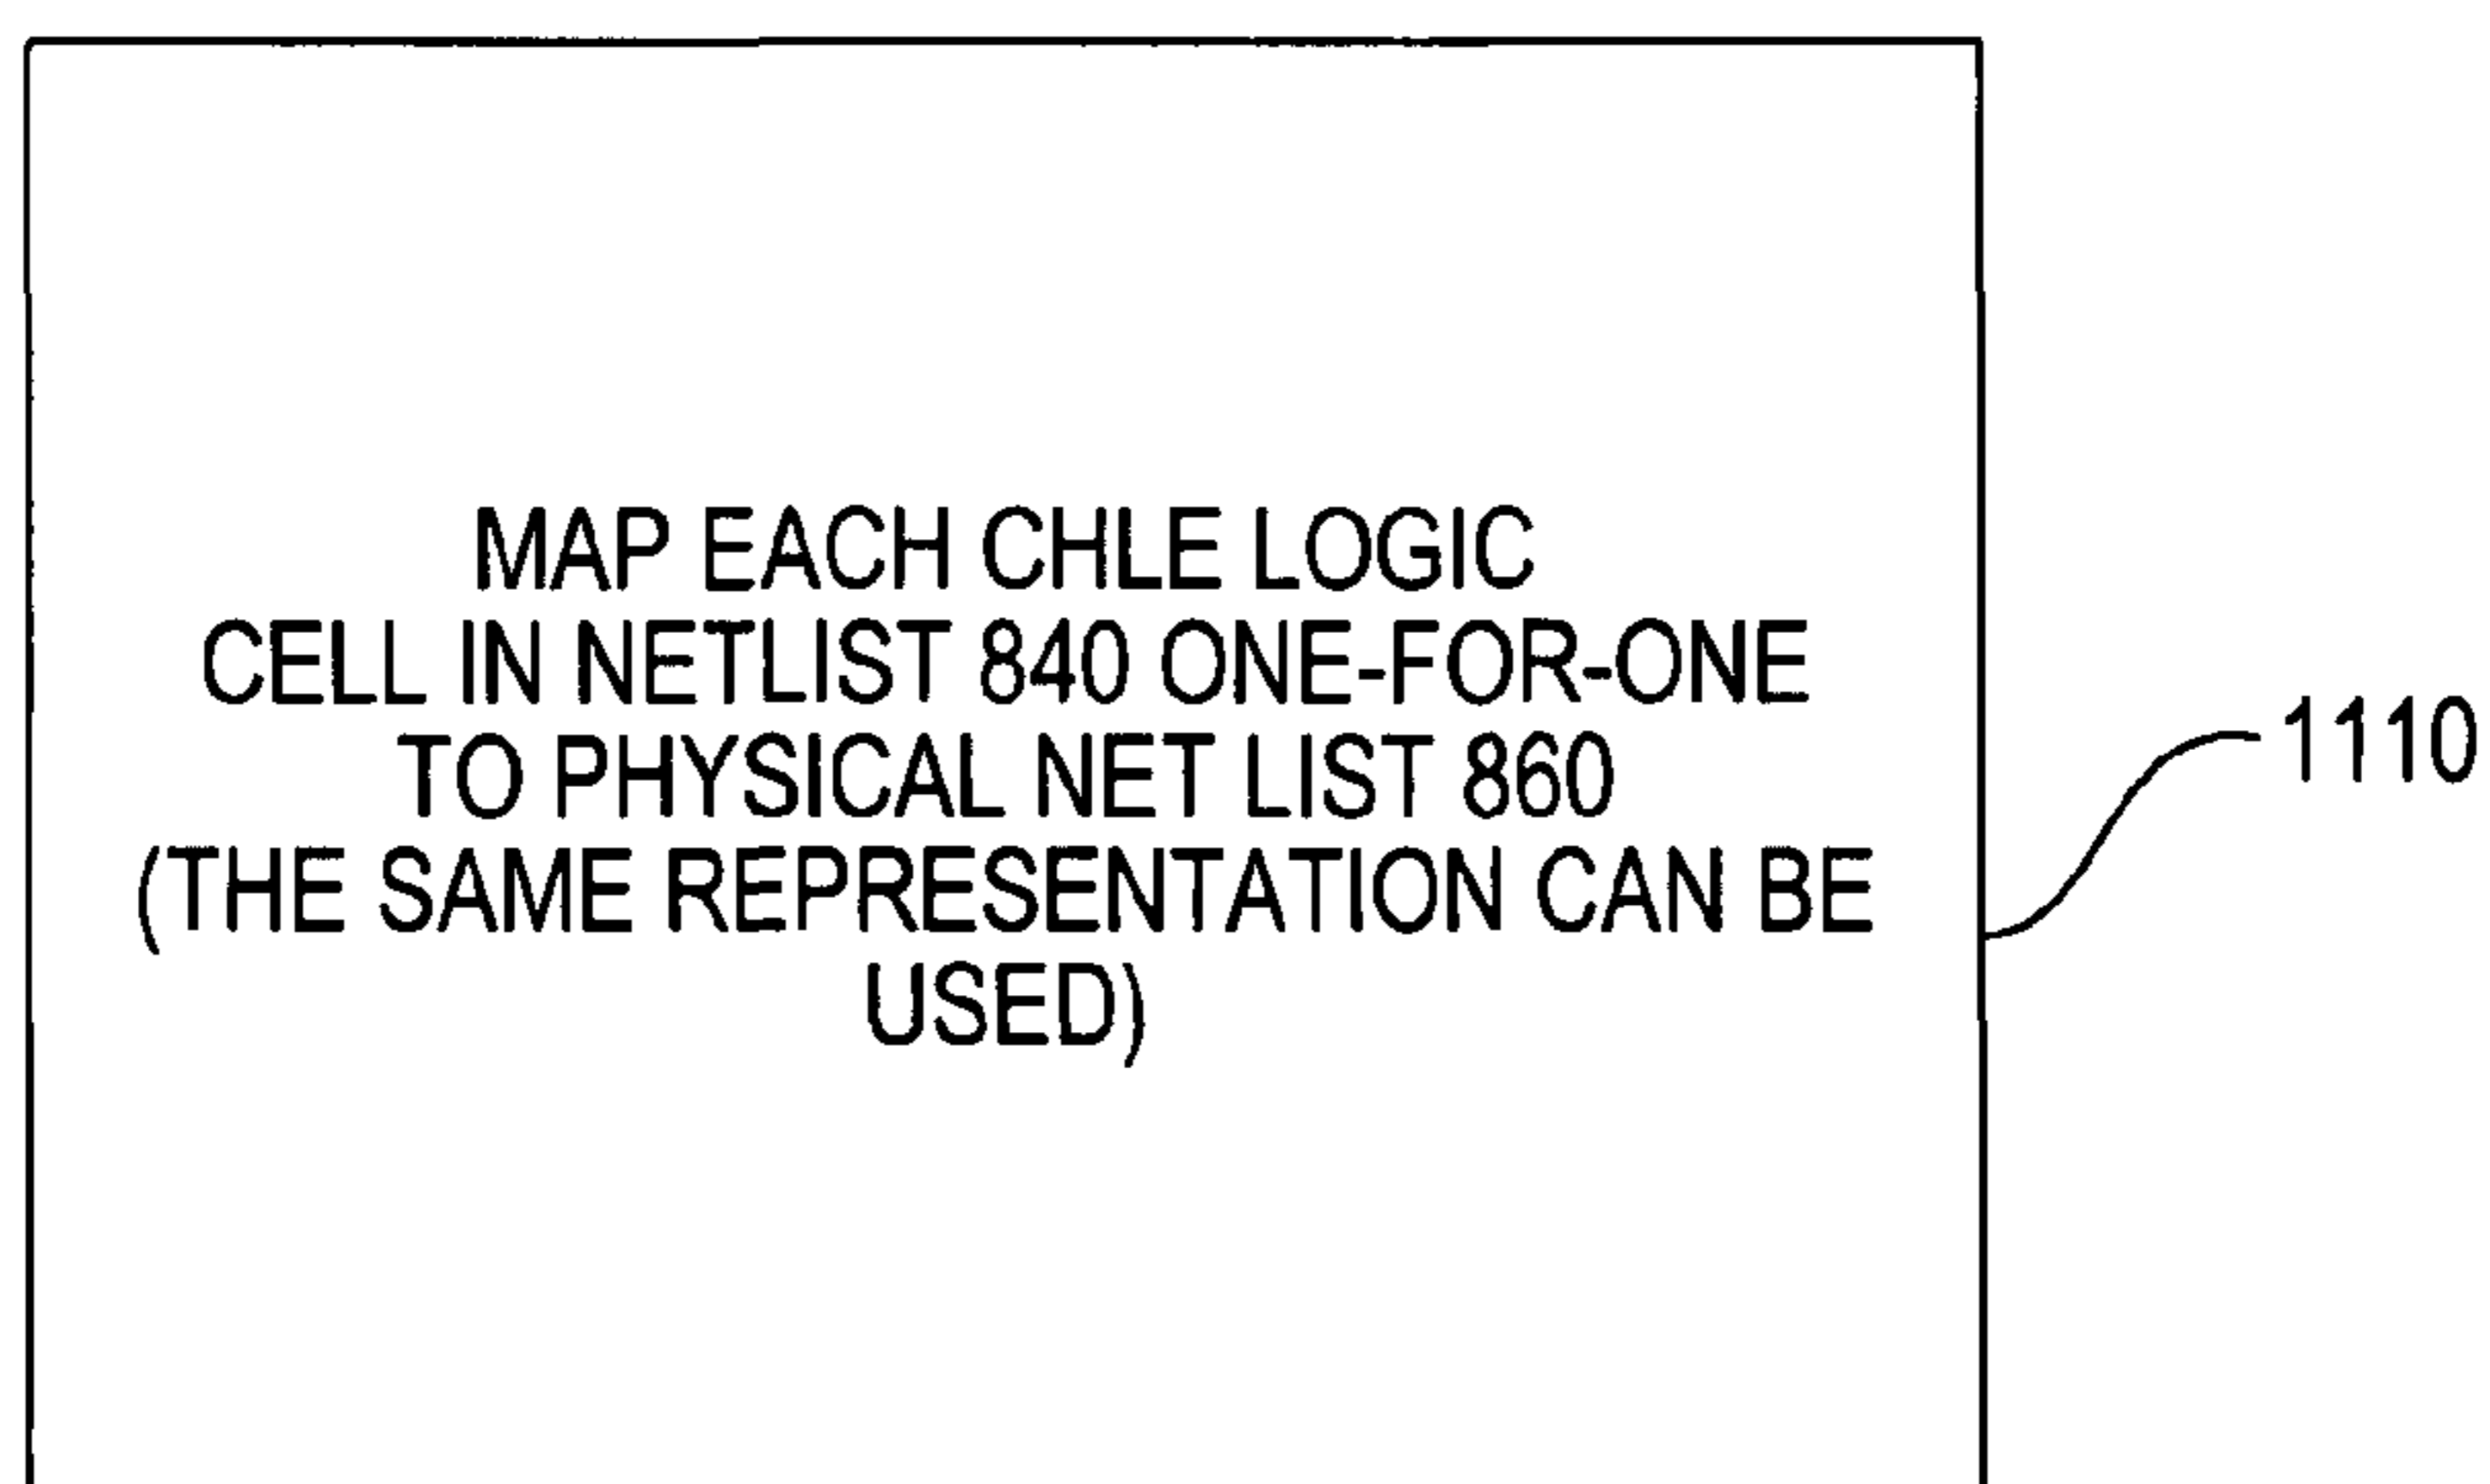 MAP EACH CHLE LOGIC
CELL IN NETLIST 840 ONE-FOR-ONE
TO PHYSICAL NET LIST 860
(THE SAME REPRESENTATION CAN BE
USED)
1110